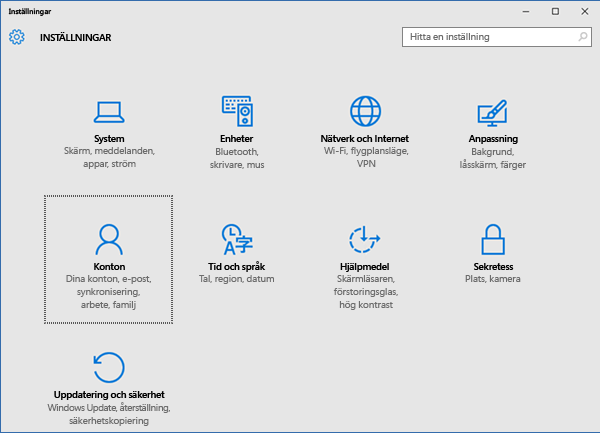 Inställningar
INSTÄLLNINGAR
Hitta en inställning
System
Skärm, meddelanden,
appar, ström
Enheter
Bluetooth,
skrivare, mus
Nätverk och Internet
Wi-Fi, flygplansläge,
VPN
Anpassning
Bakgrund,
låsskärm, färger
Konton
Dina konton, e-post,
synkronisering,
arbete, familj
Tid och språk
Tal, region, datum
Hjälpmedel
Skärmläsaren,
förstoringsglas,
hög kontrast
Sekretess
Plats, kamera
Uppdatering och säkerhet
Windows Update, återställning,
säkerhetskopiering